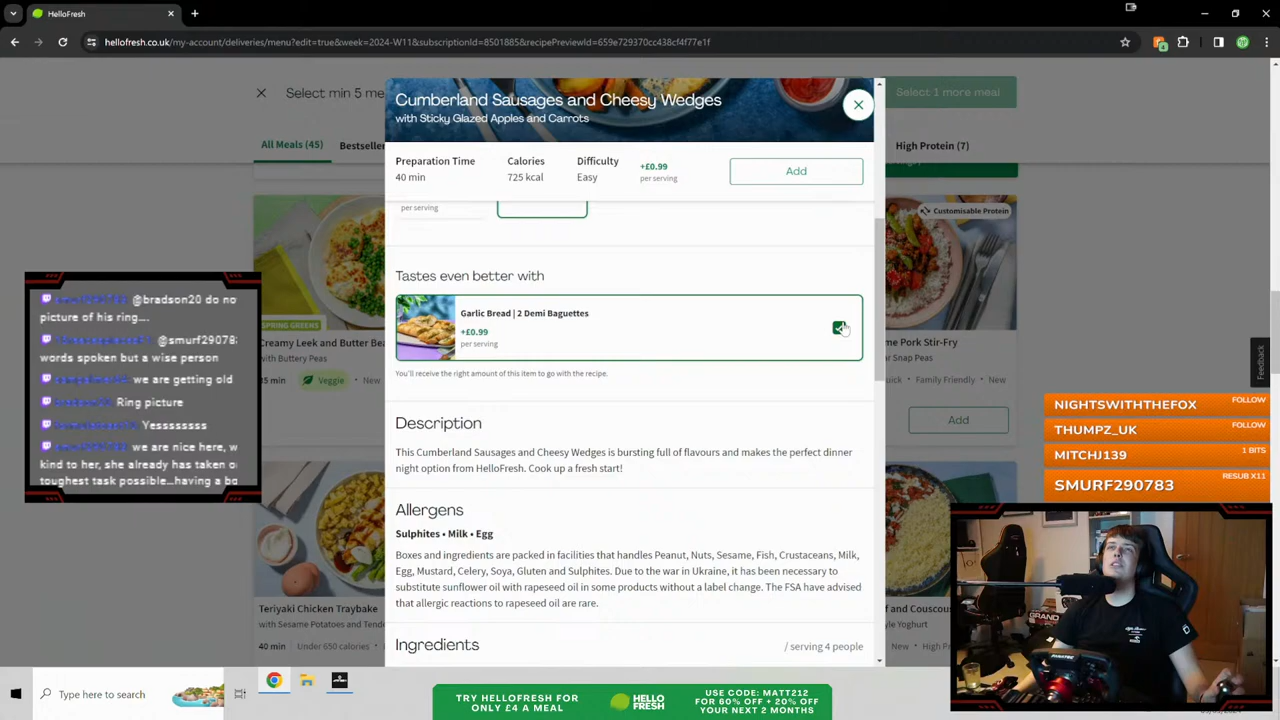 HelloFresh
hellofresh.co.uk/my-account/deliveries/menu?edit=true&week=2024-W11&subscriptionId=8501885&recipePreviewId=659e729370cc438cf4f77e1f
Select min 5 me
Select 1 more meal
All Meals (45)
Bestseller
High Protein (7)
Cumberland Sausages and Cheesy Wedges
with Sticky Glazed Apples and Carrots
Preparation Time
40 min
Calories
725 kcal
Difficulty
Easy
+£0.99
per serving
Add
per serving
Tastes even better with
Garlic Bread | 2 Demi Baguettes
+£0.99
per serving
You'll receive the right amount of this item to go with the recipe.
Description
This Cumberland Sausages and Cheesy Wedges is bursting full of flavours and makes the perfect dinner
night option from HelloFresh. Cook up a fresh start!
Allergens
Sulphites • Milk • Egg
Boxes and ingredients are packed in facilities that handles Peanut, Nuts, Sesame, Fish, Crustaceans, Milk,
Egg, Mustard, Celery, Soya, Gluten and Sulphites. Due to the war in Ukraine, it has been necessary to
substitute sunflower oil with rapeseed oil in some products without a label change. The FSA have advised
that allergic reactions to rapeseed oil are rare.
Ingredients
/ serving 4 people
SPRING GREENS
Creamy Leek and Butter Bea
with Buttery Peas
Veggie
• New
Teriyaki Chicken Traybake
with Sesame Potatoes and Tende
40 min
Under 650 calories
Customisable Protein
me Pork Stir-Fry
ar Snap Peas
Family Friendly • New
Add
f and Couscous
le Yoghurt
• New
Feedback
@bradson20 do no
picture of his ring....
@smurf29078
words spoken but a wise person
we are getting old
Ring picture
Yesssssss
we are nice here, w
kind to her, she already has taken o
toughest task possible...having a ba
NIGHTSWITHTHEFOX
FOLLOW
THUMPZ_UK
FOLLOW
MITCHJ139
1 BITS
SMURF290783
RESUB X11
GRAND
FANATEC
Type here to search
TRY HELLOFRESH FOR
ONLY £4 A MEAL
HELLO
FRESH
USE CODE: MATT212
FOR 60% OFF + 20% OFF
YOUR NEXT 2 MONTHS